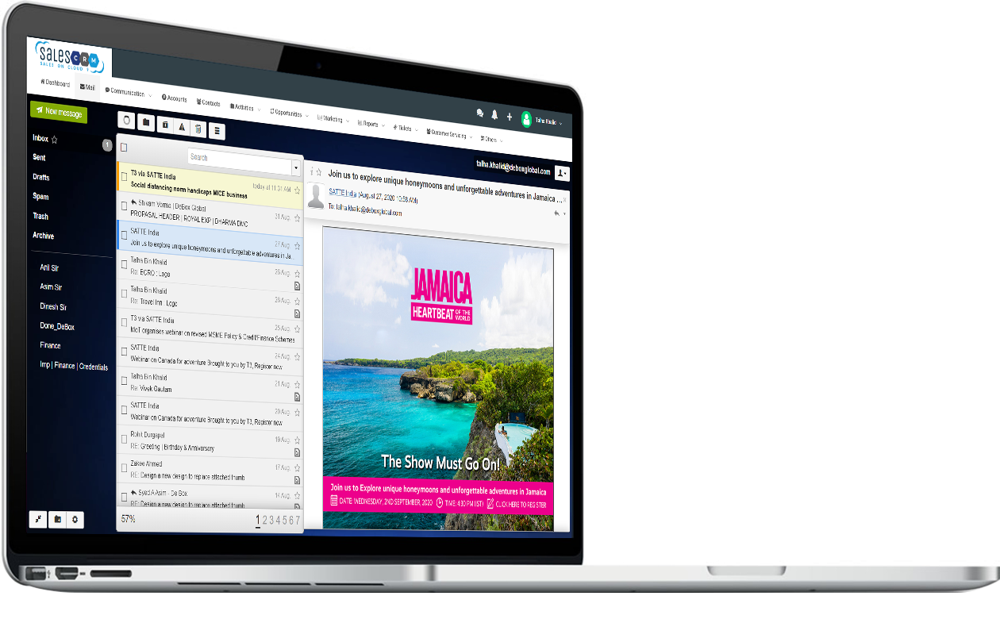 sales CRM
SALES ON CLOUD 9
Dashboard
Mail
Communication
Accounts
Contacts
Activities
Opportunities
Marketing
Reports
Tickets
Customer Servicing
Others
Talha Khalid
New message
talha.khalid@deboxglobal.com
Inbox
1
Sent
Drafts
Spam
Trash
Archive
Anil Sir
Asim Sir
Dinesh Sir
Done_DeBox
Finance
Imp | Finance | Credentials
Search
T3 via SATTE India
today at 11:31 AM
Social distancing norm handicaps MICE business
Shivam Verma | DeBox Global
31 Aug.
PROPASAL HEADER | ROYAL EXP | DHARMA DMC
SATTE India
27 Aug.
Join us to explore unique honeymoons and unforgettable adventures in Ja...
Talha Bin Khalid
26 Aug.
Re: ECRO : Logo
Talha Bin Khalid
26 Aug.
Re: Travel Inn : Logo
T3 via SATTE India
25 Aug.
MoT organises webinar on revised MSME Policy & Credit/Finance Schemes
SATTE India
24 Aug.
Webinar on Canada for adventure Brought to you by T3, Register now
Talha Bin Khalid
21 Aug.
Re: Vivek Gautam
SATTE India
20 Aug.
Webinar on Canada for adventure Brought to you by T3, Register now
Rohit Durgapal
19 Aug.
RE: Greeting | Birthday & Anniversary
Zakee Ahmed
17 Aug.
RE: Design a new design to replace attached thumb
Syed A Asim - De Box
14 Aug.
RE: Design a new design to replace attached thumb
57%
1 2 3 4 5 6 7
Join us to explore unique honeymoons and unforgettable adventures in Jamaica ...
SATTE India (August 27, 2020 10:58 AM)
To: talha.khalid@deboxglobal.com
JAMAICA
HEARTBEAT OF THE WORLD
The Show Must Go On!
Join us to Explore unique honeymoons and unforgettable adventures in Jamaica
DATE: WEDNESDAY, 2ND SEPTEMBER, 2020
TIME: 4:30 PM (IST)
CLICK HERE TO REGISTER